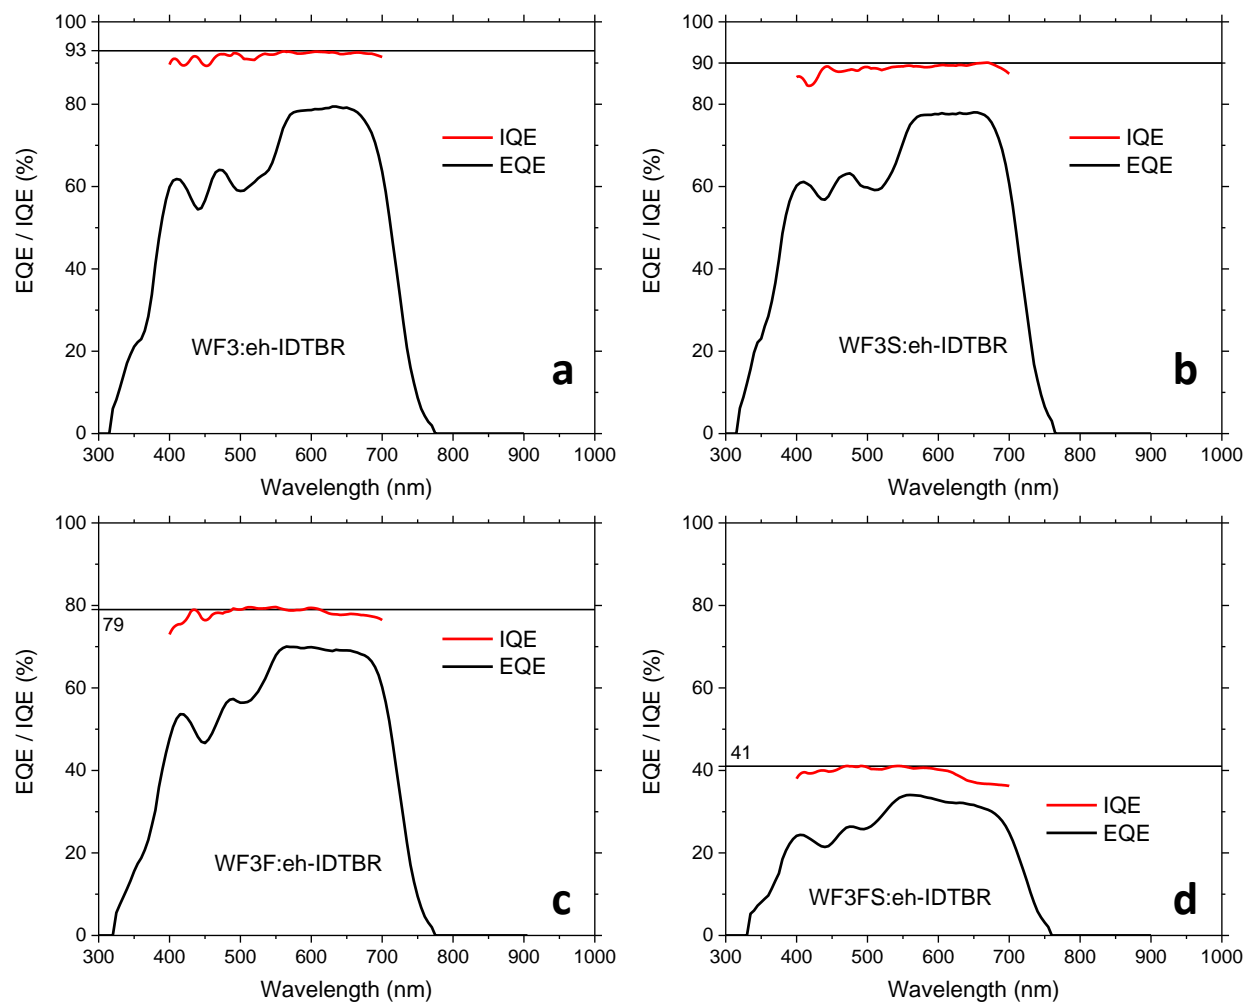 100
93
80
60
40
20
0
EQE / IQE (%)
IQE
EQE
WF3:eh-IDTBR
a
300 400 500 600 700 800 900 1000
Wavelength (nm)
100
90
80
60
40
20
0
EQE / IQE (%)
IQE
EQE
WF3S:eh-IDTBR
b
300 400 500 600 700 800 900 1000
Wavelength (nm)
100
80
79
60
40
20
0
EQE / IQE (%)
IQE
EQE
WF3F:eh-IDTBR
c
300 400 500 600 700 800 900 1000
Wavelength (nm)
100
80
60
41
40
20
0
EQE / IQE (%)
IQE
EQE
WF3FS:eh-IDTBR
d
300 400 500 600 700 800 900 1000
Wavelength (nm)